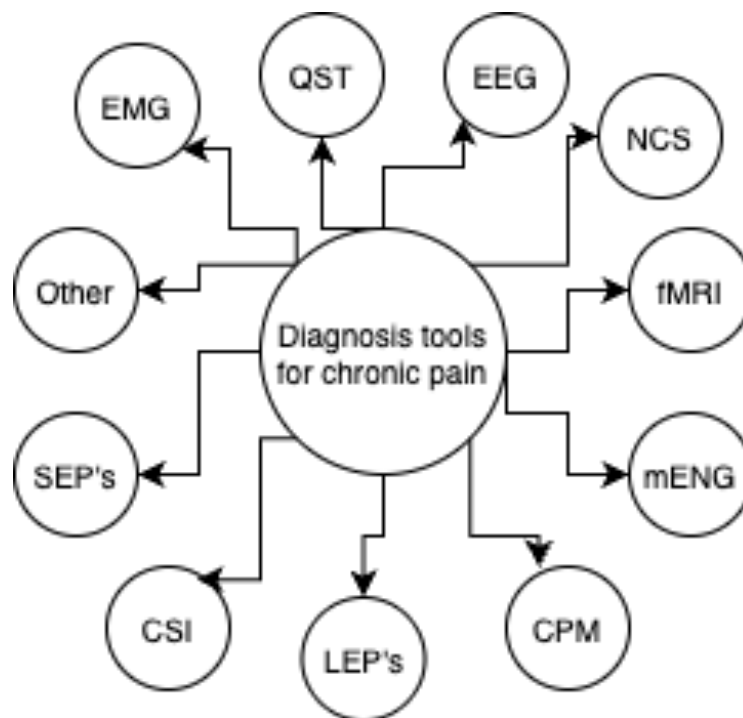 QST
EEG
EMG
NCS
Other
fMRI
Diagnosis tools
for chronic pain
SEP's
mENG
CSI
CPM
LEP's